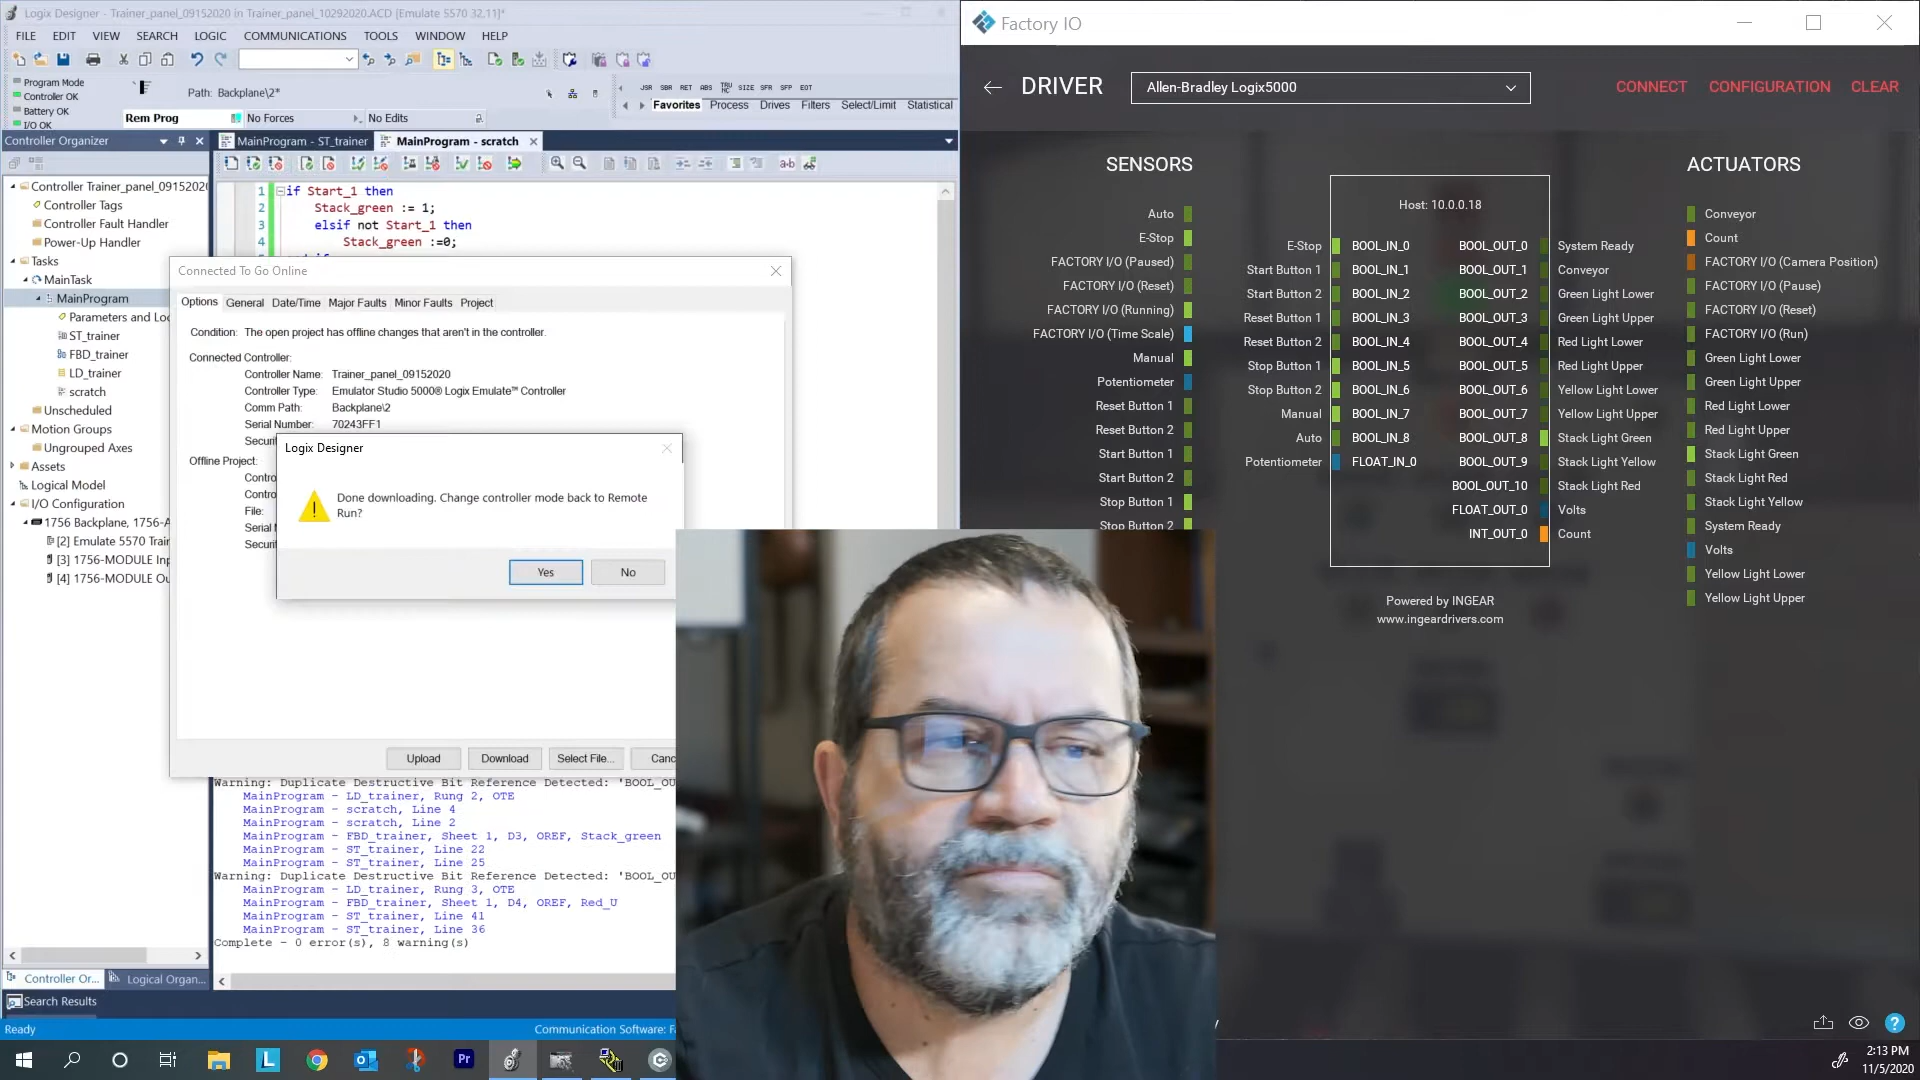 Logix Designer - Trainer_panel_09152020 in Trainer_panel_10292020.ACD [Emulate 5570 32.11]*
FILE EDIT VIEW SEARCH LOGIC COMMUNICATIONS TOOLS WINDOW HELP
Program Mode
Controller OK
Battery OK
I/O OK
Path: Backplane\2*
Rem Prog
No Forces
No Edits
JSR SBR RET ABS SIZE SFR SFP EOT
Favorites Process Drives Filters Select/Limit Statistical
Controller Organizer
Controller Trainer_panel_09152020
Controller Tags
Controller Fault Handler
Power-Up Handler
Tasks
MainTask
MainProgram
Parameters and Loc
ST_trainer
FBD_trainer
LD_trainer
scratch
Unscheduled
Motion Groups
Ungrouped Axes
Assets
Logical Model
I/O Configuration
1756 Backplane, 1756-A
[2] Emulate 5570 Train
[3] 1756-MODULE Inp
[4] 1756-MODULE Ou
Controller Or...
Logical Organ...
Search Results
Ready
Communication Software:
MainProgram - ST_trainer
MainProgram - scratch
1 if Start_1 then
2 Stack_green := 1;
3 elsif not Start_1 then
4 Stack_green :=0;
Connected To Go Online
Options General Date/Time Major Faults Minor Faults Project
Condition: The open project has offline changes that aren't in the controller.
Connected Controller:
Controller Name: Trainer_panel_09152020
Controller Type: Emulator Studio 5000® Logix Emulate™ Controller
Comm Path: Backplane\2
Serial Number: 70243FF1
Securi
Offline Project:
Contro
Contro
File:
Serial N
Securi
Logix Designer
Done downloading. Change controller mode back to Remote
Run?
Yes
No
Upload
Download
Select File...
Canc
Warning: Duplicate Destructive Bit Reference Detected: 'BOOL_OU
MainProgram - LD_trainer, Rung 2, OTE
MainProgram - scratch, Line 4
MainProgram - scratch, Line 2
MainProgram - FBD_trainer, Sheet 1, D3, OREF, Stack_green
MainProgram - ST_trainer, Line 22
MainProgram - ST_trainer, Line 25
Warning: Duplicate Destructive Bit Reference Detected: 'BOOL_OU
MainProgram - LD_trainer, Rung 3, OTE
MainProgram - FBD_trainer, Sheet 1, D4, OREF, Red_U
MainProgram - ST_trainer, Line 41
MainProgram - ST_trainer, Line 36
Complete - 0 error(s), 8 warning(s)
Factory IO
DRIVER
Allen-Bradley Logix5000
CONNECT CONFIGURATION CLEAR
SENSORS
Auto
E-Stop
FACTORY I/O (Paused)
FACTORY I/O (Reset)
FACTORY I/O (Running)
FACTORY I/O (Time Scale)
Manual
Potentiometer
Reset Button 1
Reset Button 2
Start Button 1
Start Button 2
Stop Button 1
Stop Button 2
Host: 10.0.0.18
E-Stop BOOL_IN_0 BOOL_OUT_0 System Ready
Start Button 1 BOOL_IN_1 BOOL_OUT_1 Conveyor
Start Button 2 BOOL_IN_2 BOOL_OUT_2 Green Light Lower
Reset Button 1 BOOL_IN_3 BOOL_OUT_3 Green Light Upper
Reset Button 2 BOOL_IN_4 BOOL_OUT_4 Red Light Lower
Stop Button 1 BOOL_IN_5 BOOL_OUT_5 Red Light Upper
Stop Button 2 BOOL_IN_6 BOOL_OUT_6 Yellow Light Lower
Manual BOOL_IN_7 BOOL_OUT_7 Yellow Light Upper
Auto BOOL_IN_8 BOOL_OUT_8 Stack Light Green
Potentiometer FLOAT_IN_0 BOOL_OUT_9 Stack Light Yellow
BOOL_OUT_10 Stack Light Red
FLOAT_OUT_0 Volts
INT_OUT_0 Count
Powered by INGEAR
www.ingeardrivers.com
ACTUATORS
Conveyor
Count
FACTORY I/O (Camera Position)
FACTORY I/O (Pause)
FACTORY I/O (Reset)
FACTORY I/O (Run)
Green Light Lower
Green Light Upper
Red Light Lower
Red Light Upper
Stack Light Green
Stack Light Red
Stack Light Yellow
System Ready
Volts
Yellow Light Lower
Yellow Light Upper
L
Pr
2:13 PM
11/5/2020